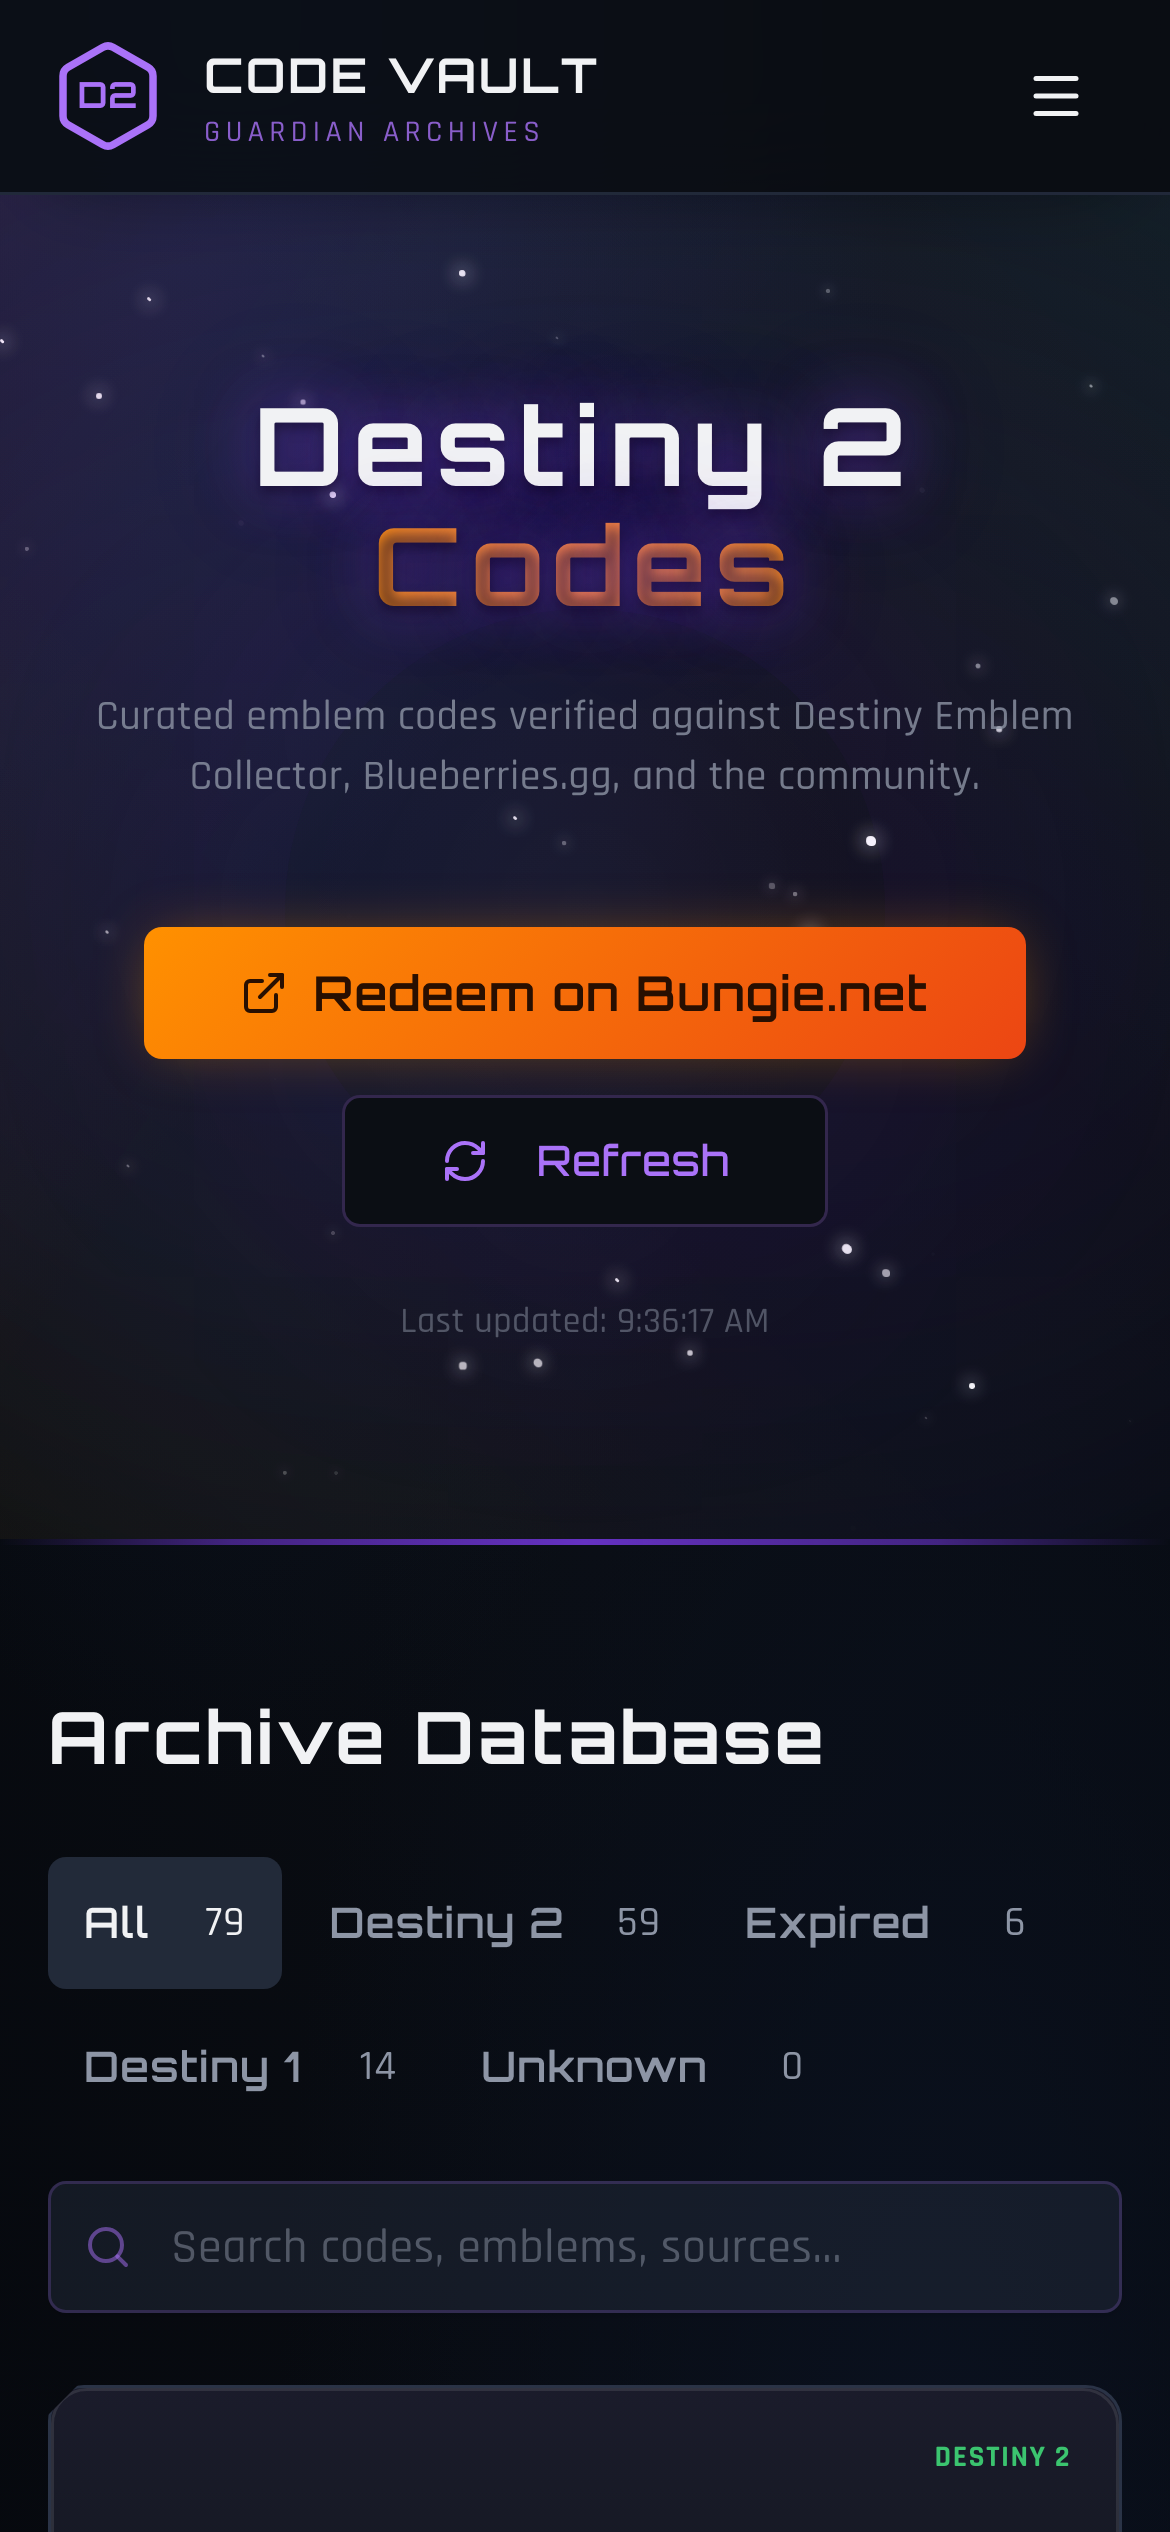 D2
CODE VAULT
GUARDIAN ARCHIVES
Destiny 2
Codes
Curated emblem codes verified against Destiny Emblem
Collector, Blueberries.gg, and the community.
Redeem on Bungie.net
Refresh
Last updated: 9:36:17 AM
Archive Database
All 79 Destiny 2 59 Expired 6
Destiny 1 14 Unknown 0
Search codes, emblems, sources...
DESTINY 2